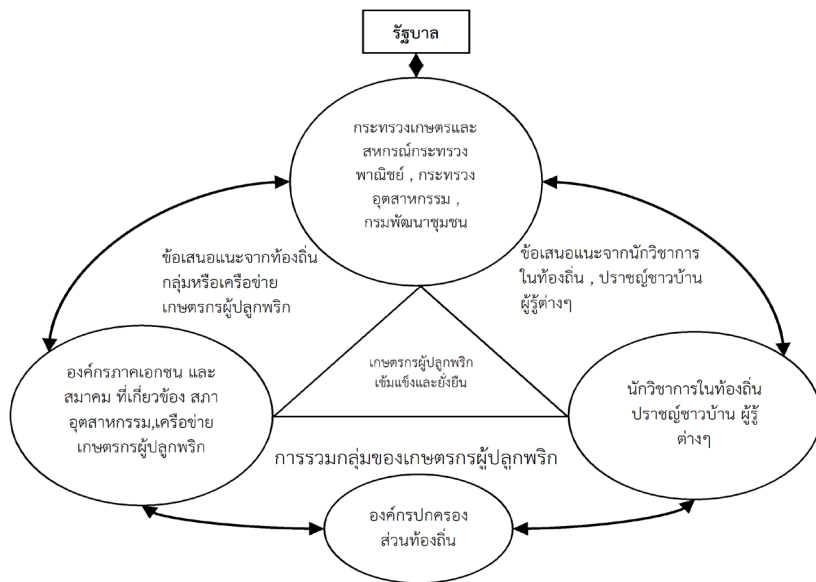 รัฐบาล
กระทรวงเกษตรและ
สหกรณ์กระทรวง
พาณิชย์ , กระทรวง
อุตสาหกรรม ,
กรมพัฒนาชุมชน
ข้อเสนอแนะจากท้องถิ่น
กลุ่มหรือเครือข่าย
เกษตรกรผู้ปลูกพริก
ข้อเสนอแนะจากนักวิชาการ
ในท้องถิ่น , ปราชญ์ชาวบ้าน
ผู้รู้ต่างๆ
เกษตรกรผู้ปลูกพริก
เข้มแข็งและยั่งยืน
องค์กรภาคเอกชน และ
สมาคม ที่เกี่ยวข้อง สภา
อุตสาหกรรม,เครือข่าย
เกษตรกรผู้ปลูกพริก
นักวิชาการในท้องถิ่น
ปราชญ์ชาวบ้าน ผู้รู้
ต่างๆ
การรวมกลุ่มของเกษตรกรผู้ปลูกพริก
องค์กรปกครอง
ส่วนท้องถิ่น